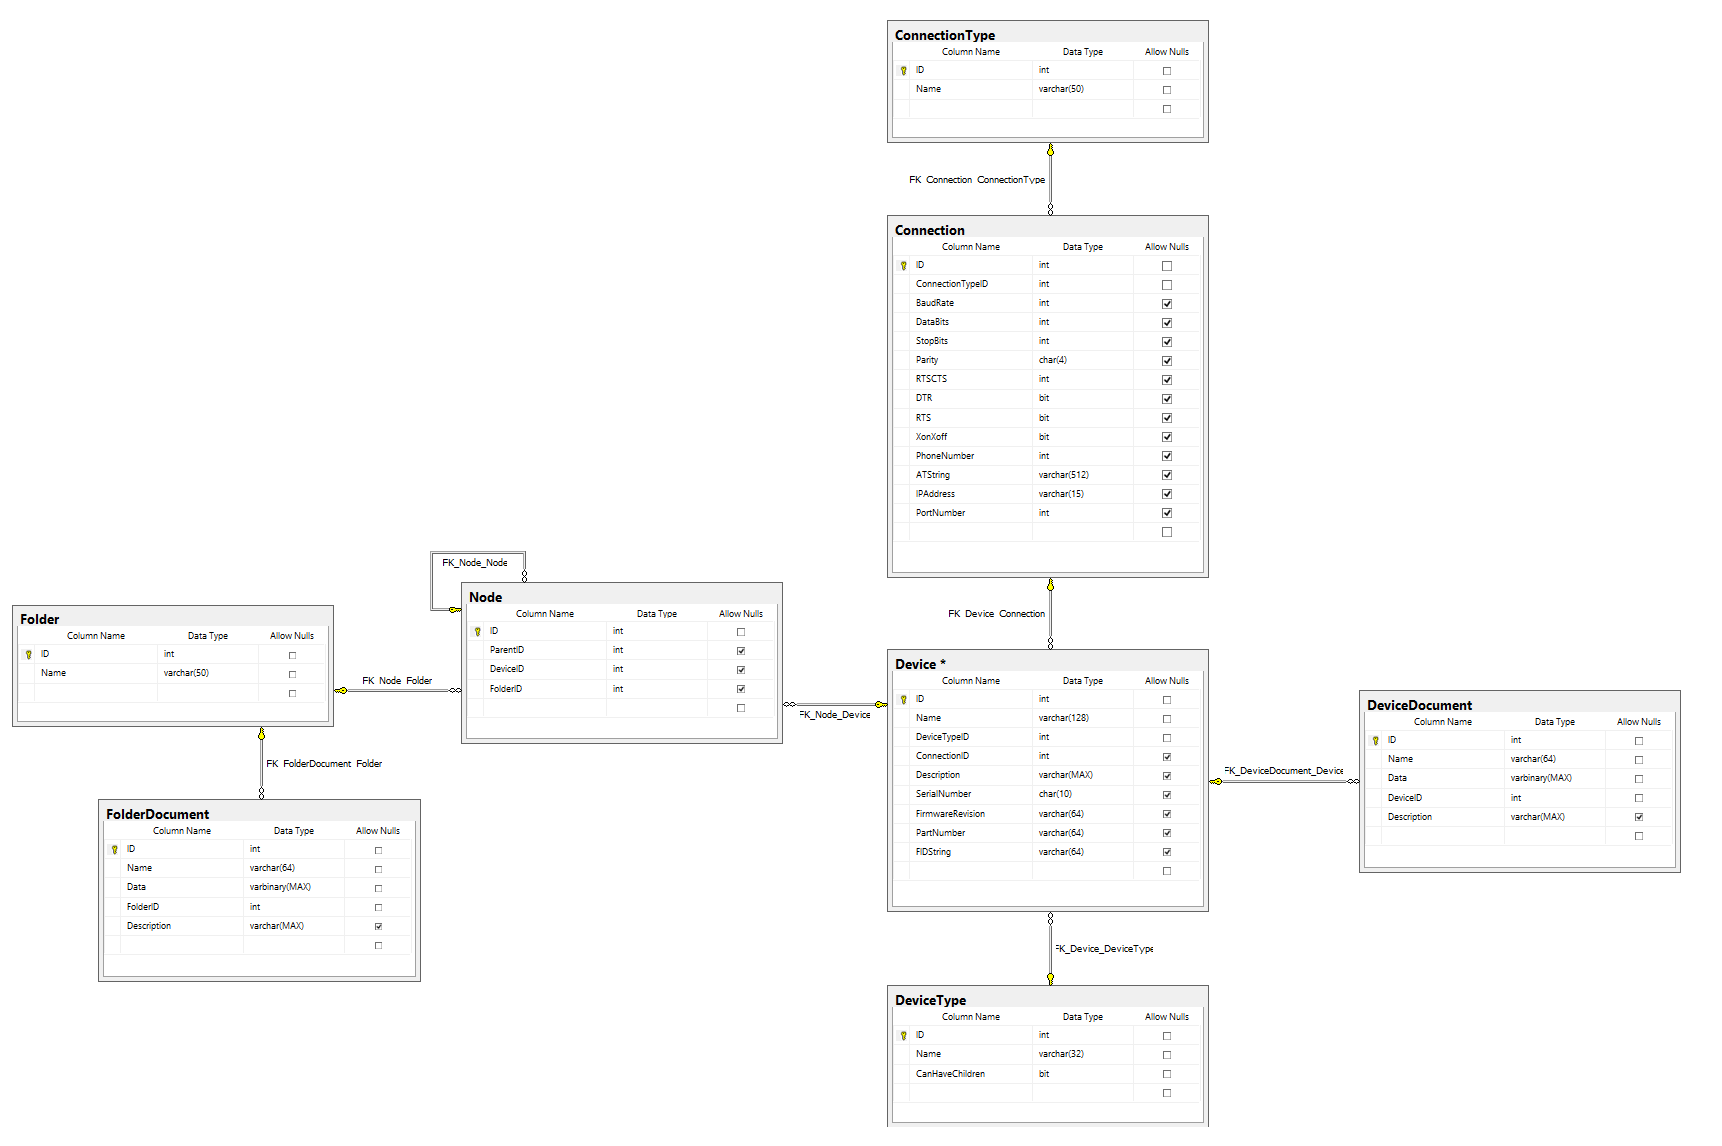 ConnectionType
Column Name Data Type Allow Nulls
ID int
Name varchar(50)
FK_Connection_ConnectionType
Connection
Column Name Data Type Allow Nulls
ID int
ConnectionTypeID int
BaudRate int
DataBits int
StopBits int
Parity char(4)
RTSCTS int
DTR bit
RTS bit
XonXoff bit
PhoneNumber int
ATString varchar(512)
IPAddress varchar(15)
PortNumber int
FK_Device_Connection
FK_Node_Node
Node
Column Name Data Type Allow Nulls
ID int
ParentID int
DeviceID int
FolderID int
Folder
Column Name Data Type Allow Nulls
ID int
Name varchar(50)
FK_Node_Folder
FK_Node_Device
FK_FolderDocument_Folder
FolderDocument
Column Name Data Type Allow Nulls
ID int
Name varchar(64)
Data varbinary(MAX)
FolderID int
Description varchar(MAX)
Device *
Column Name Data Type Allow Nulls
ID int
Name varchar(128)
DeviceTypeID int
ConnectionID int
Description varchar(MAX)
SerialNumber char(10)
FirmwareRevision varchar(64)
PartNumber varchar(64)
FIDString varchar(64)
FK_DeviceDocument_Device
DeviceDocument
Column Name Data Type Allow Nulls
ID int
Name varchar(64)
Data varbinary(MAX)
DeviceID int
Description varchar(MAX)
FK_Device_DeviceType
DeviceType
Column Name Data Type Allow Nulls
ID int
Name varchar(32)
CanHaveChildren bit